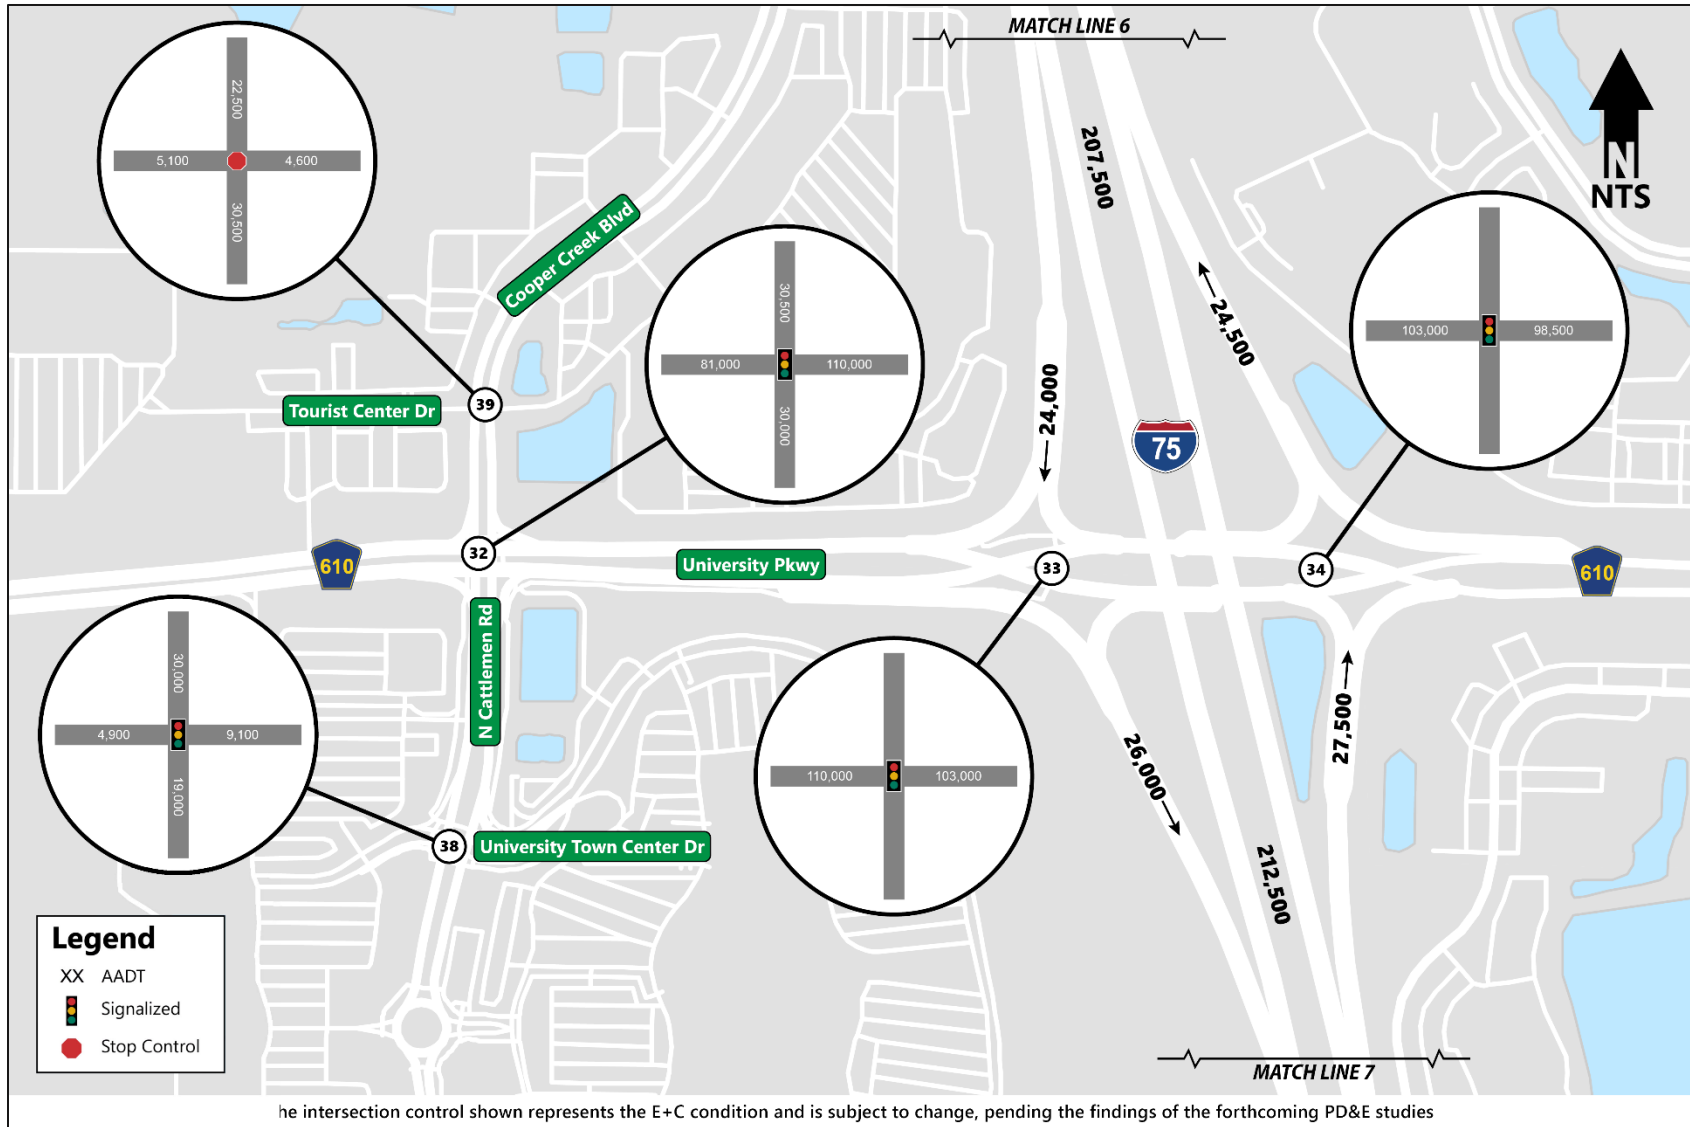 MATCH LINE 6
N
NTS
22,500
5,100
4,600
30,500
207,500
Cooper Creek Blvd
30,500
81,000
110,000
30,000
24,000
24,500
103,000
98,500
75
Tourist Center Dr
39
32
610
University Pkwy
33
34
610
N Cattlemen Rd
30,000
4,900
9,100
19,000
110,000
103,000
26,000
27,500
38
University Town Center Dr
212,500
Legend
XX AADT
Signalized
Stop Control
MATCH LINE 7
he intersection control shown represents the E+C condition and is subject to change, pending the findings of the forthcoming PD&E studies